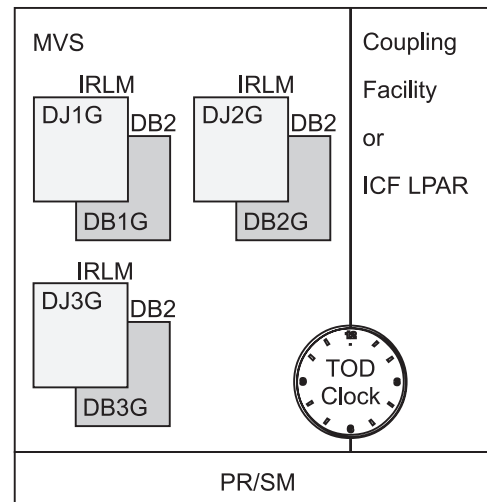 MVS
IRLM
DJ1G
DB2
DB1G
IRLM
DJ2G
DB2
DB2G
IRLM
DJ3G
DB2
DB3G
Coupling
Facility
or
ICF LPAR
12
TOD
Clock
PR/SM